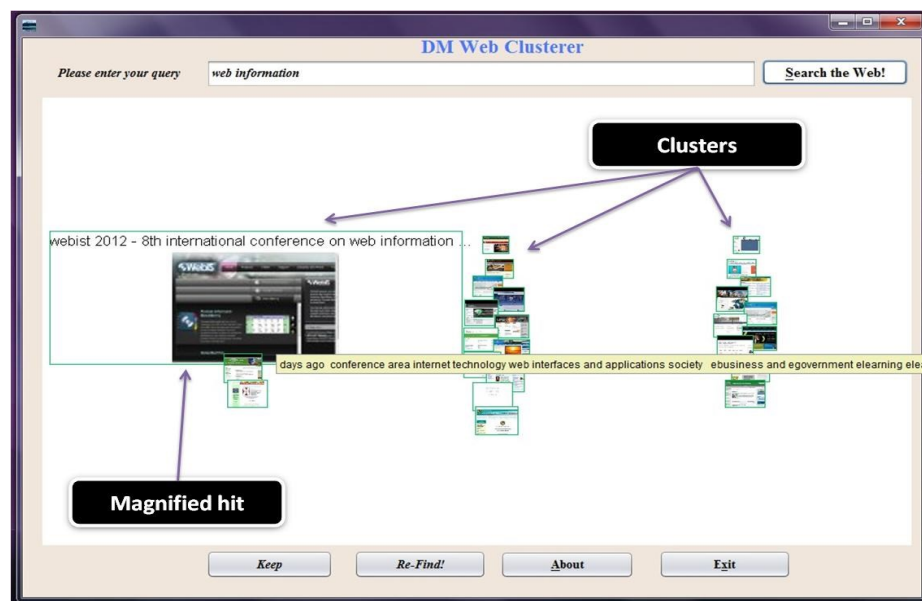 DM Web Clusterer
Please enter your query
web information
Search the Web!
Clusters
webist 2012 - 8th international conference on web information ...
days ago conference area internet technology web interfaces and applications society ebusiness and egovernment elearning elea
Magnified hit
Keep
Re-Find!
About
Exit